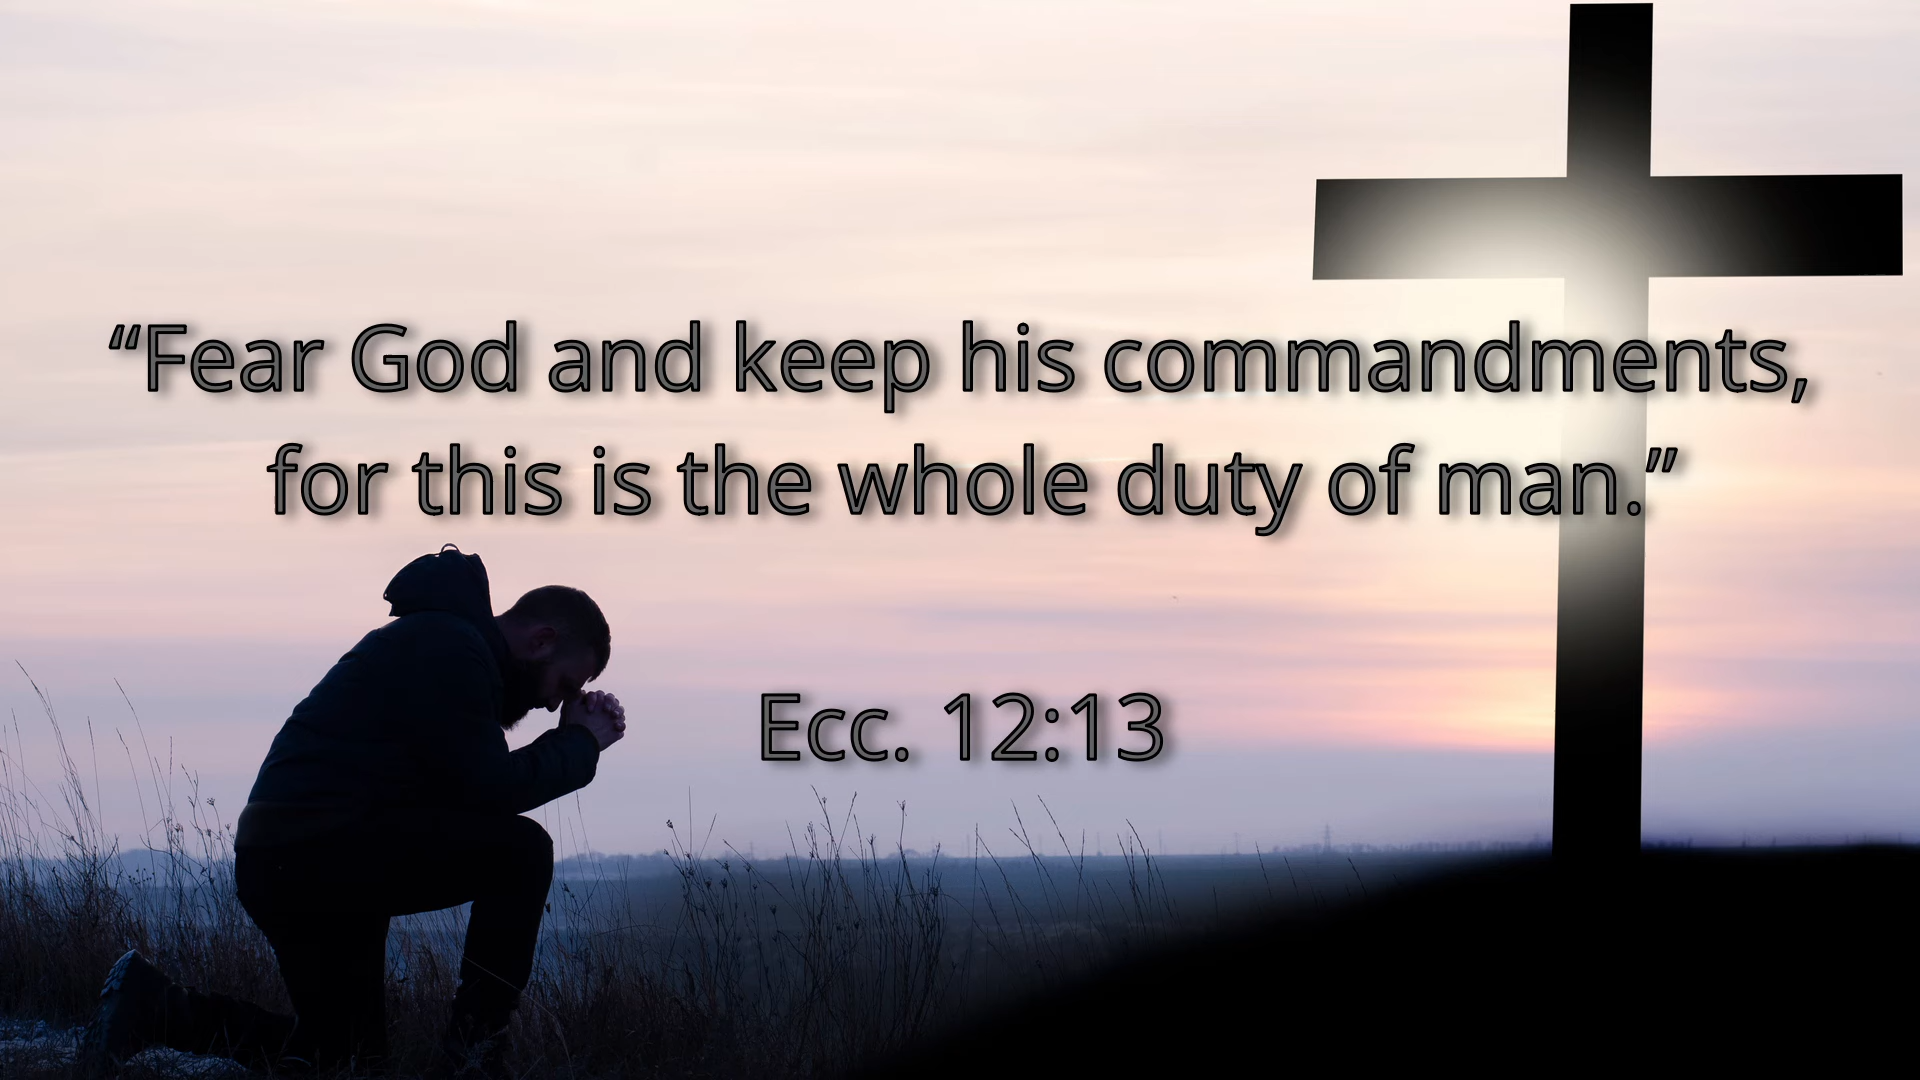 “Fear God and keep his commandments,
for this is the whole duty of man.”
Ecc. 12:13